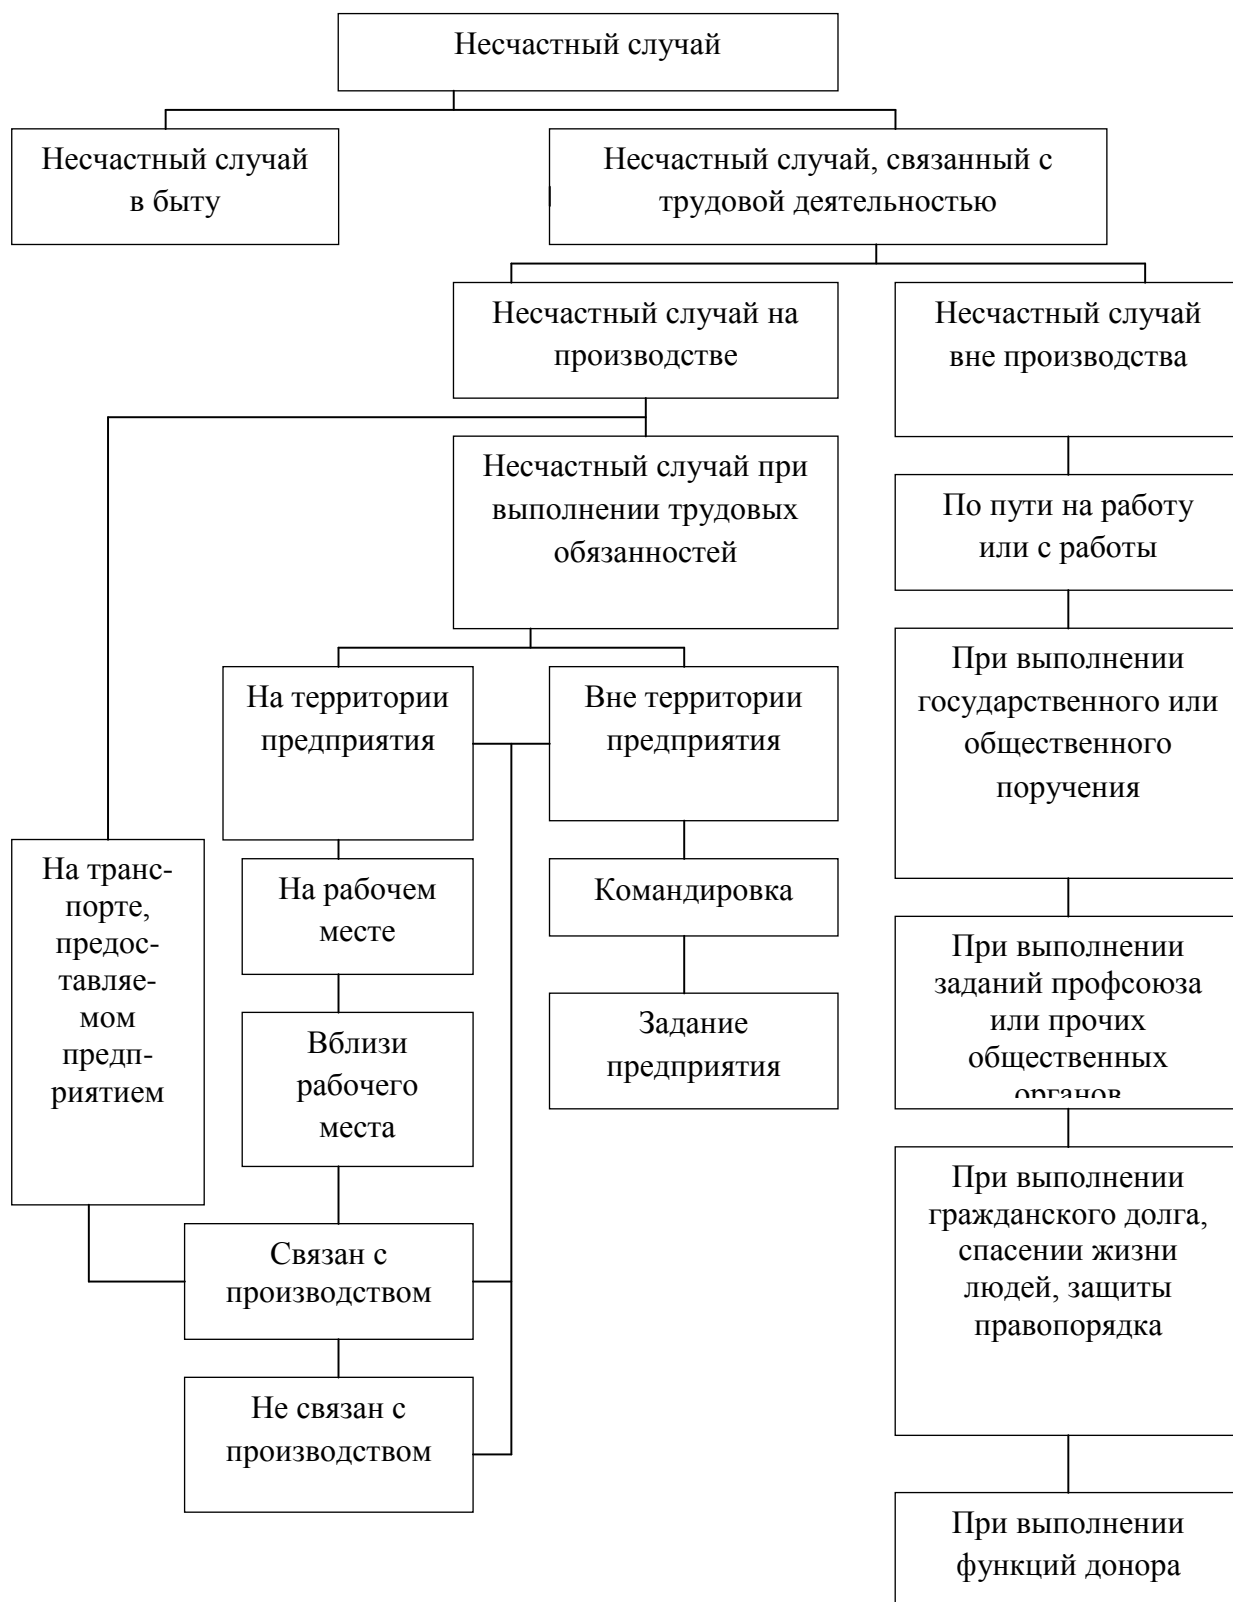 Несчастный случай
Несчастный случай
в быту
Несчастный случай, связанный с
трудовой деятельностью
Несчастный случай на
производстве
Несчастный случай
вне производства
Несчастный случай при
выполнении трудовых
обязанностей
По пути на работу
или с работы
На территории
предприятия
Вне территории
предприятия
При выполнении
государственного или
общественного
поручения
На транс-
порте,
предос-
тавляе-
мом
предп-
риятием
На рабочем
месте
Командировка
При выполнении
заданий профсоюза
или прочих
общественных
органов
Вблизи
рабочего
места
Задание
предприятия
При выполнении
гражданского долга,
спасении жизни
людей, защиты
правопорядка
Связан с
производством
Не связан с
производством
При выполнении
функций донора